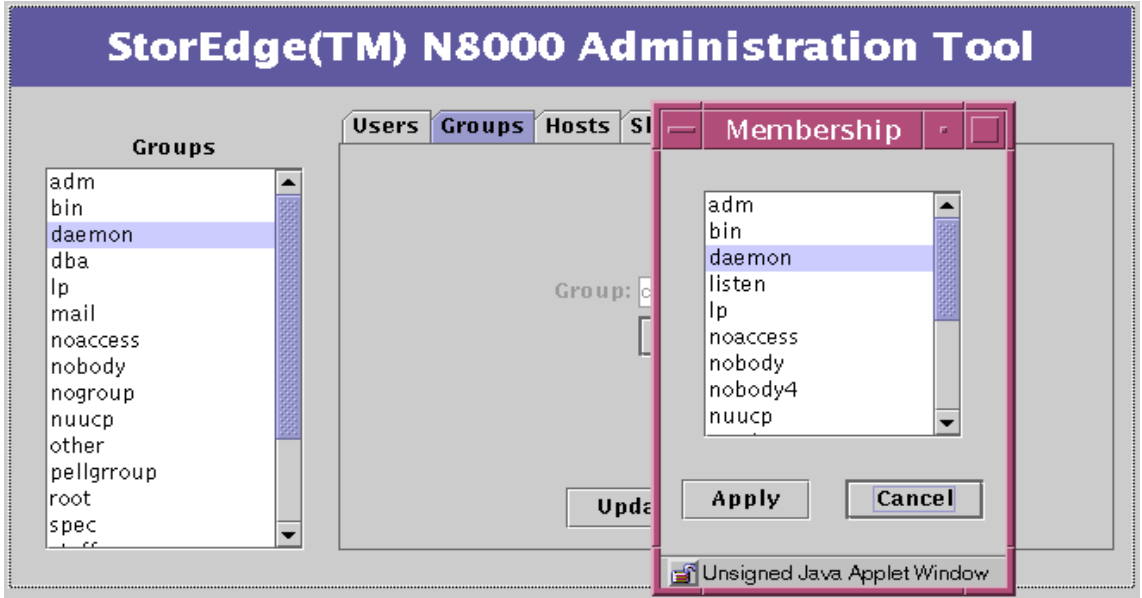 StorEdge(TM) N8000 Administration Tool
Groups
adm
bin
daemon
dba
lp
mail
noaccess
nobody
nogroup
nuucp
other
pellgrroup
root
spec
Users Groups Hosts
Group:
Membership
adm
bin
daemon
listen
lp
noaccess
nobody
nobody4
nuucp
Apply Cancel
Unsigned Java Applet Window